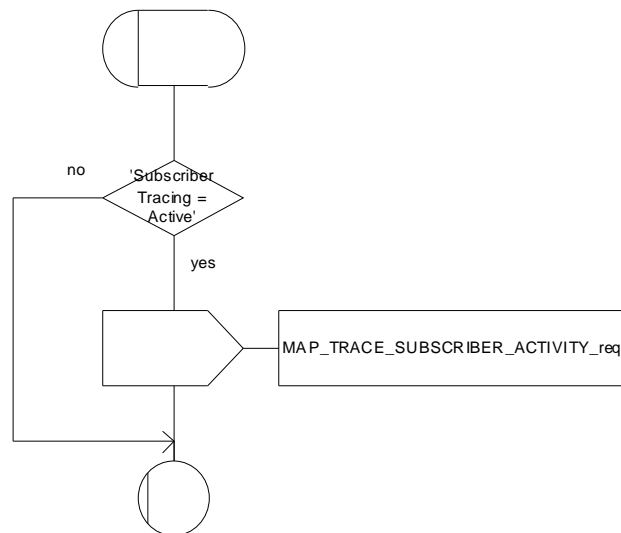 no
'Subscriber
Tracing =
Active'
yes
MAP_TRACE_SUBSCRIBER_ACTIVITY_req